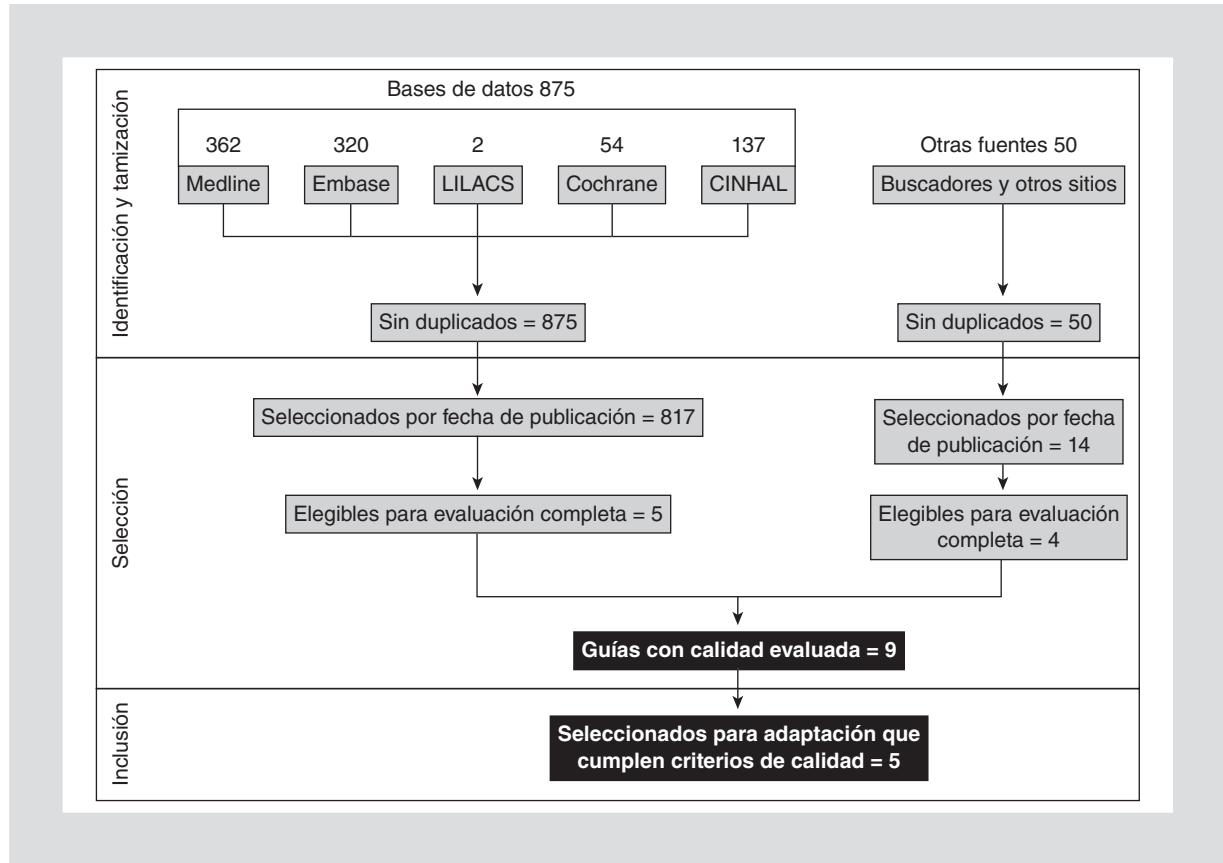 Identificación y tamización
Bases de datos 875
362
320
2
54
137
Medline
Embase
LILACS
Cochrane
CINHAL
Otras fuentes 50
Buscadores y otros sitios
Sin duplicados = 875
Sin duplicados = 50
Selección
Seleccionados por fecha de publicación = 817
Seleccionados por fecha
de publicación = 14
Elegibles para evaluación completa = 5
Elegibles para evaluación
completa = 4
Guías con calidad evaluada = 9
Inclusión
Seleccionados para adaptación que
cumplen criterios de calidad = 5